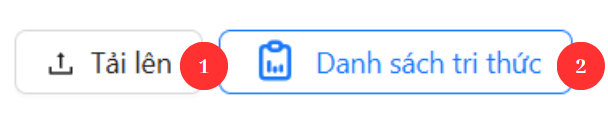 Tải lên 1 Danh sách tri thức 2